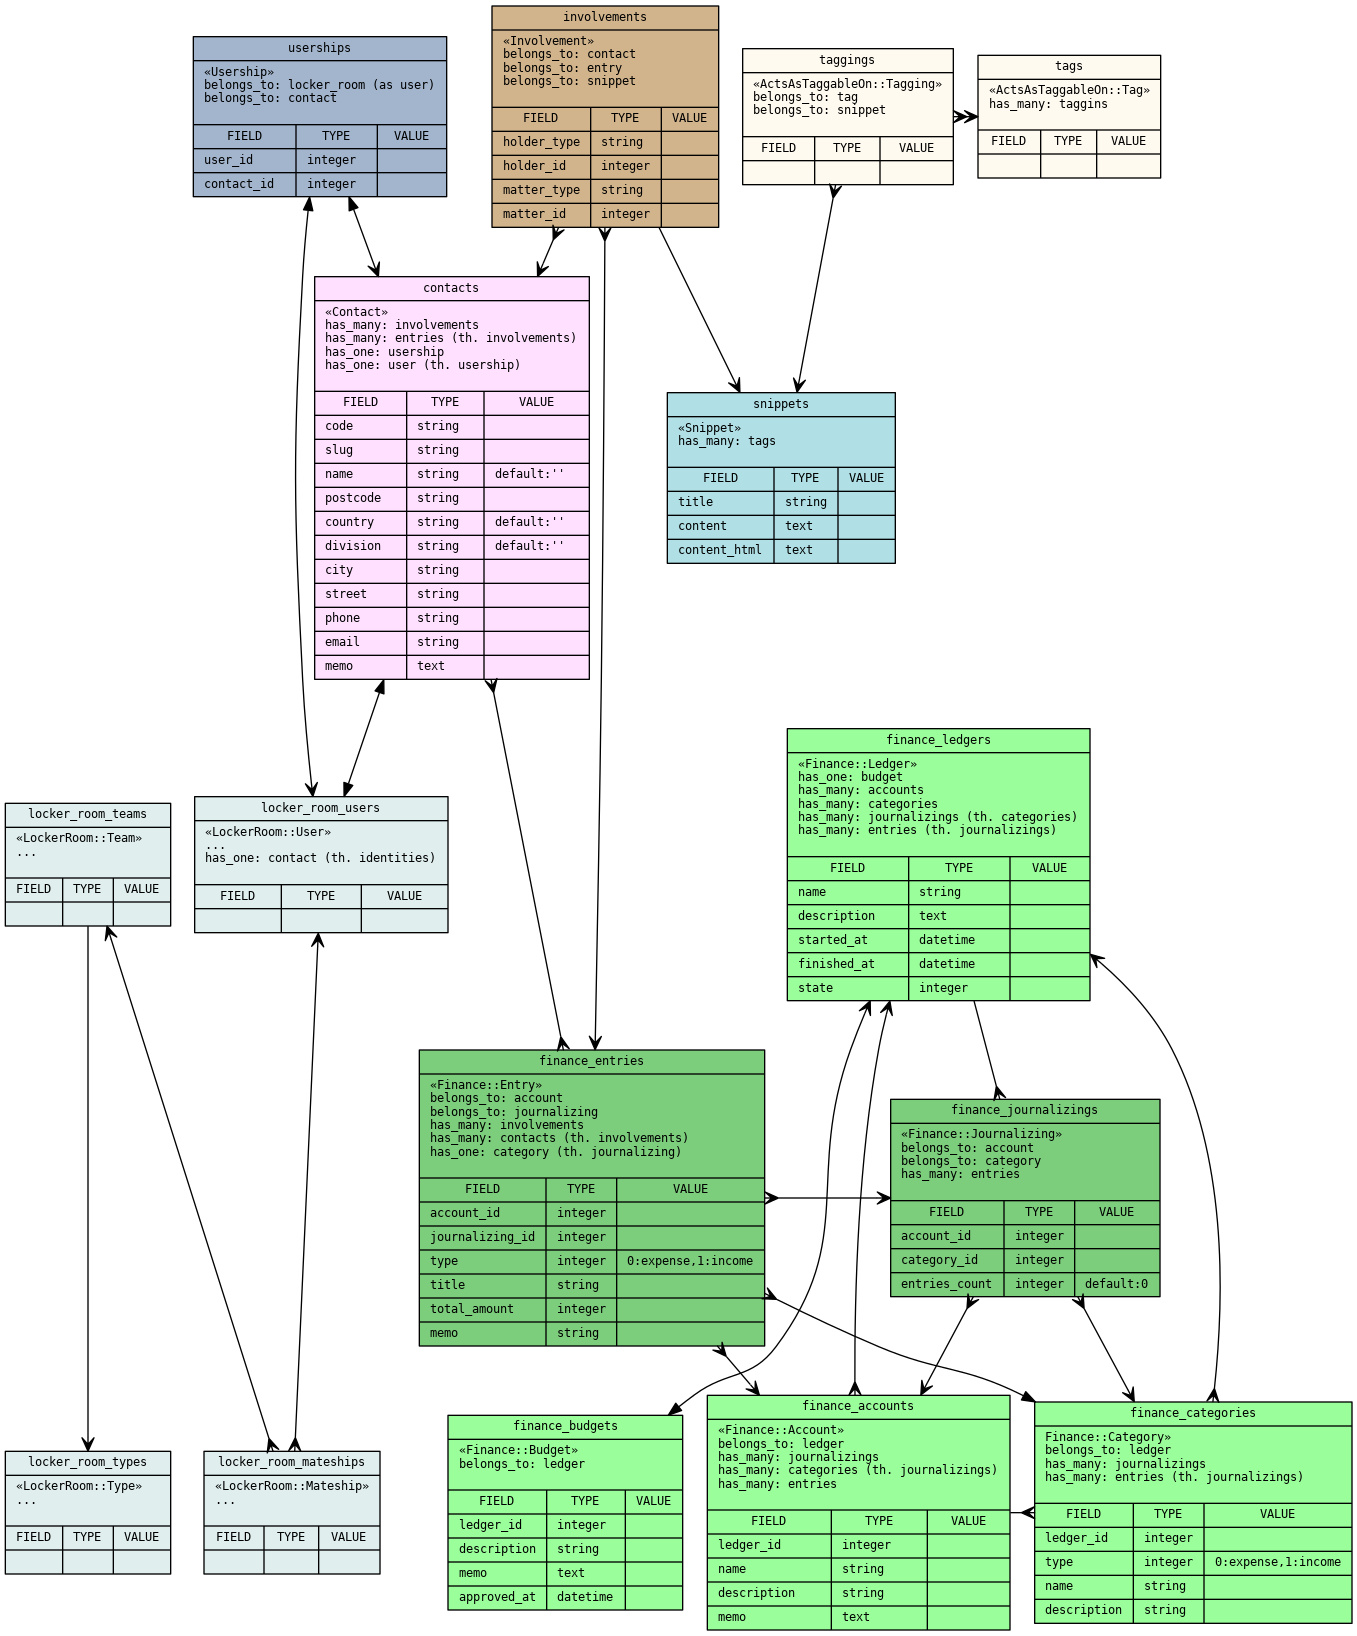 userships
«Usership»
belongs_to: locker_room (as user)
belongs_to: contact
FIELD TYPE VALUE
user_id integer
contact_id integer
involvements
«Involvement»
belongs_to: contact
belongs_to: entry
belongs_to: snippet
FIELD TYPE VALUE
holder_type string
holder_id integer
matter_type string
matter_id integer
taggings
«ActsAsTaggableOn::Tagging»
belongs_to: tag
belongs_to: snippet
FIELD TYPE VALUE
tags
«ActsAsTaggableOn::Tag»
has_many: taggins
FIELD TYPE VALUE
contacts
«Contact»
has_many: involvements
has_many: entries (th. involvements)
has_one: usership
has_one: user (th. usership)
FIELD TYPE VALUE
code string
slug string
name string default:''
postcode string
country string default:''
division string default:''
city string
street string
phone string
email string
memo text
snippets
«Snippet»
has_many: tags
FIELD TYPE VALUE
title string
content text
content_html text
finance_ledgers
«Finance::Ledger»
has_one: budget
has_many: accounts
has_many: categories
has_many: journalizings (th. categories)
has_many: entries (th. journalizings)
FIELD TYPE VALUE
name string
description text
started_at datetime
finished_at datetime
state integer
locker_room_teams
«LockerRoom::Team»
...
FIELD TYPE VALUE
locker_room_users
«LockerRoom::User»
...
has_one: contact (th. identities)
FIELD TYPE VALUE
finance_entries
«Finance::Entry»
belongs_to: account
belongs_to: journalizing
has_many: involvements
has_many: contacts (th. involvements)
has_one: category (th. journalizing)
FIELD TYPE VALUE
account_id integer
journalizing_id integer
type integer 0:expense,1:income
title string
total_amount integer
memo string
finance_journalizings
«Finance::Journalizing»
belongs_to: account
belongs_to: category
has_many: entries
FIELD TYPE VALUE
account_id integer
category_id integer
entries_count integer default:0
locker_room_types
«LockerRoom::Type»
...
FIELD TYPE VALUE
locker_room_mateships
«LockerRoom::Mateship»
...
FIELD TYPE VALUE
finance_budgets
«Finance::Budget»
belongs_to: ledger
FIELD TYPE VALUE
ledger_id integer
description string
memo text
approved_at datetime
finance_accounts
«Finance::Account»
belongs_to: ledger
has_many: journalizings
has_many: categories (th. journalizings)
has_many: entries
FIELD TYPE VALUE
ledger_id integer
name string
description string
memo text
finance_categories
Finance::Category»
belongs_to: ledger
has_many: journalizings
has_many: entries (th. journalizings)
FIELD TYPE VALUE
ledger_id integer
type integer 0:expense,1:income
name string
description string